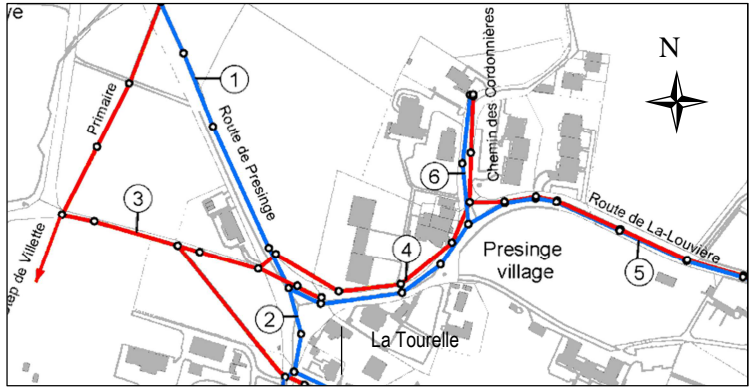 ye
N
1
Route de Presinge
Primaire
Chemin des Cordonnières
6
3
Route de La-Louvière
4
Presinge
village
5
Step de Villette
2
La Tourelle